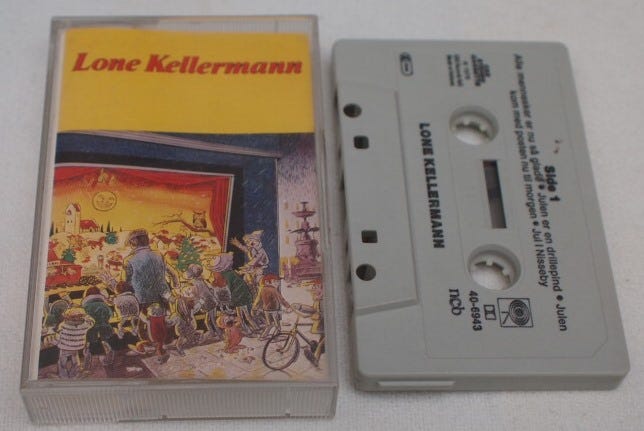 Lone Kellermann
LONE KELLERMANN
Side 1
Alle mennesker er nu så glade • Julen er en drillepind • Julen
kom med posten nu til morgen • Jul i Nisseby
40-6943
ncb